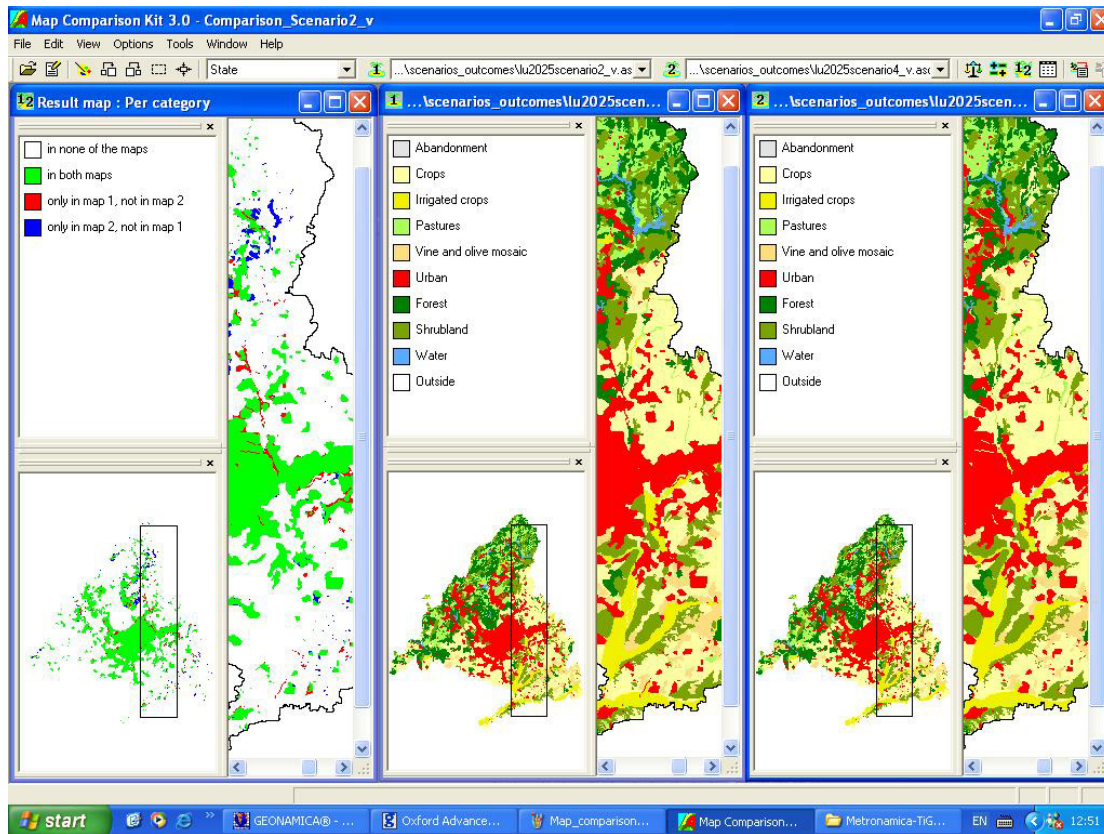 Map Comparison Kit 3.0 - Comparison_Scenario2_v
File Edit View Options Tools Window Help
State
1 ...\scenarios_outcomes\lu2025scenario2_v.as
2 ...\scenarios_outcomes\lu2025scenario4_v.as
12 Result map : Per category
in none of the maps
in both maps
only in map 1, not in map 2
only in map 2, not in map 1
1 ...\scenarios_outcomes\lu2025scen...
Abandonment
Crops
Irrigated crops
Pastures
Vine and olive mosaic
Urban
Forest
Shrubland
Water
Outside
2 ...\scenarios_outcomes\lu2025scen...
Abandonment
Crops
Irrigated crops
Pastures
Vine and olive mosaic
Urban
Forest
Shrubland
Water
Outside
start
GEONAMICA® - ...
Oxford Advance...
Map_comparison...
Map Comparison...
Metronamica-TiG...
EN
12:51